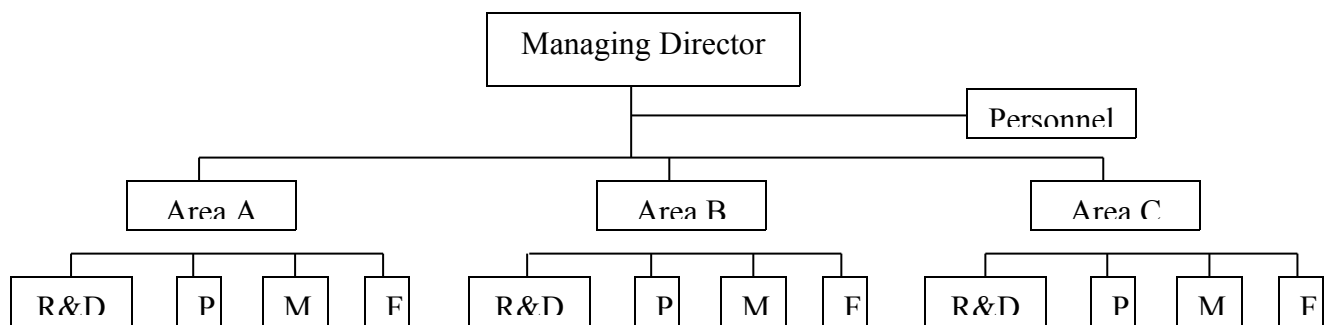 Managing Director
Personnel
Area A
Area B
Area C
R&D P M F R&D P M F R&D P M F